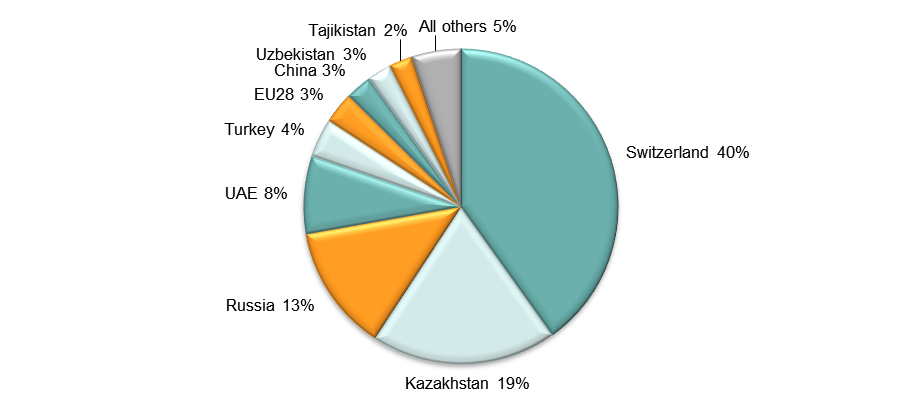 Tajikistan 2%
All others 5%
Uzbekistan 3%
China 3%
EU28 3%
Turkey 4%
Switzerland 40%
UAE 8%
Russia 13%
Kazakhstan 19%